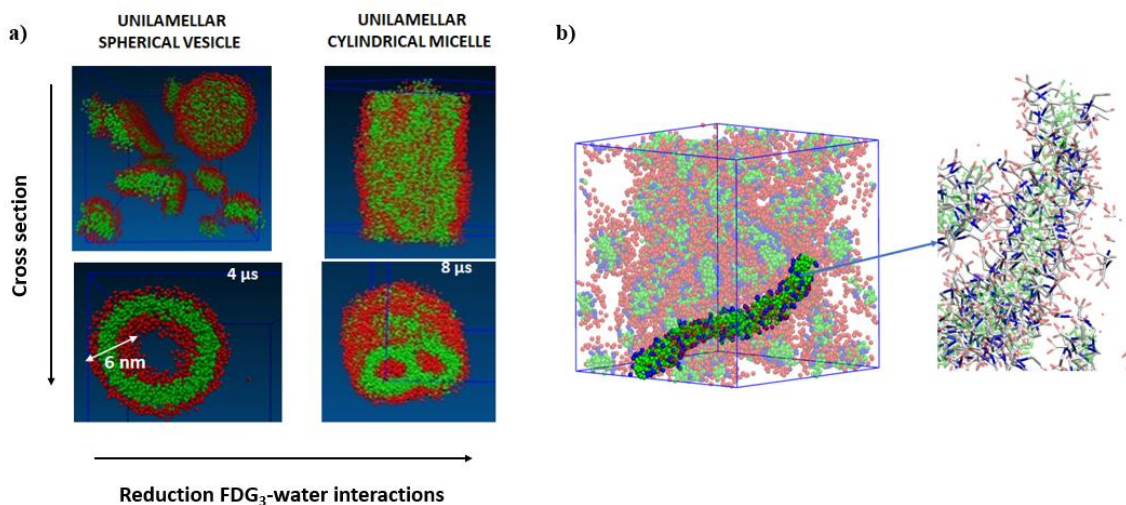 a)
UNILAMELLAR
SPHERICAL VESICLE
UNILAMELLAR
CYLINDRICAL MICELLE
Cross section
4 μs
6 nm
8 μs
Reduction FDG₃-water interactions
b)